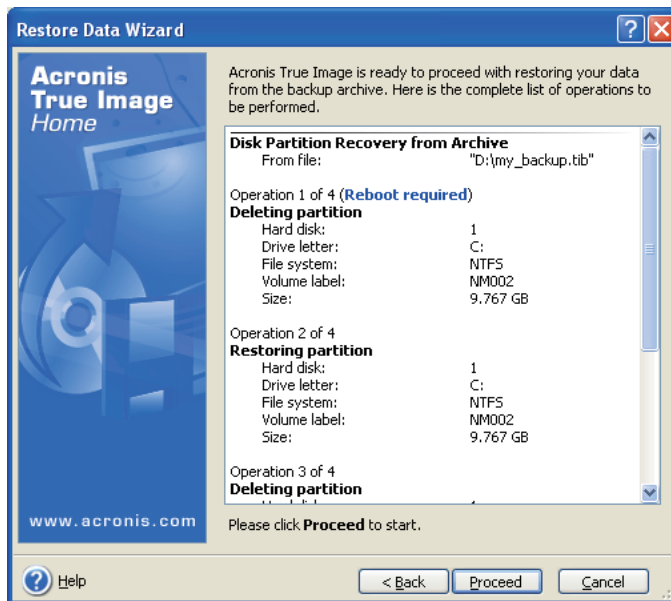 Restore Data Wizard
Acronis
True Image
Home
www.acronis.com
Acronis True Image is ready to proceed with restoring your data
from the backup archive. Here is the complete list of operations to
be performed.
Disk Partition Recovery from Archive
From file: "D:\my_backup.tib"
Operation 1 of 4 (Reboot required)
Deleting partition
Hard disk: 1
Drive letter: C:
File system: NTFS
Volume label: NM002
Size: 9.767 GB
Operation 2 of 4
Restoring partition
Hard disk: 1
Drive letter: C:
File system: NTFS
Volume label: NM002
Size: 9.767 GB
Operation 3 of 4
Deleting partition
Please click Proceed to start.
Help
< Back
Proceed
Cancel